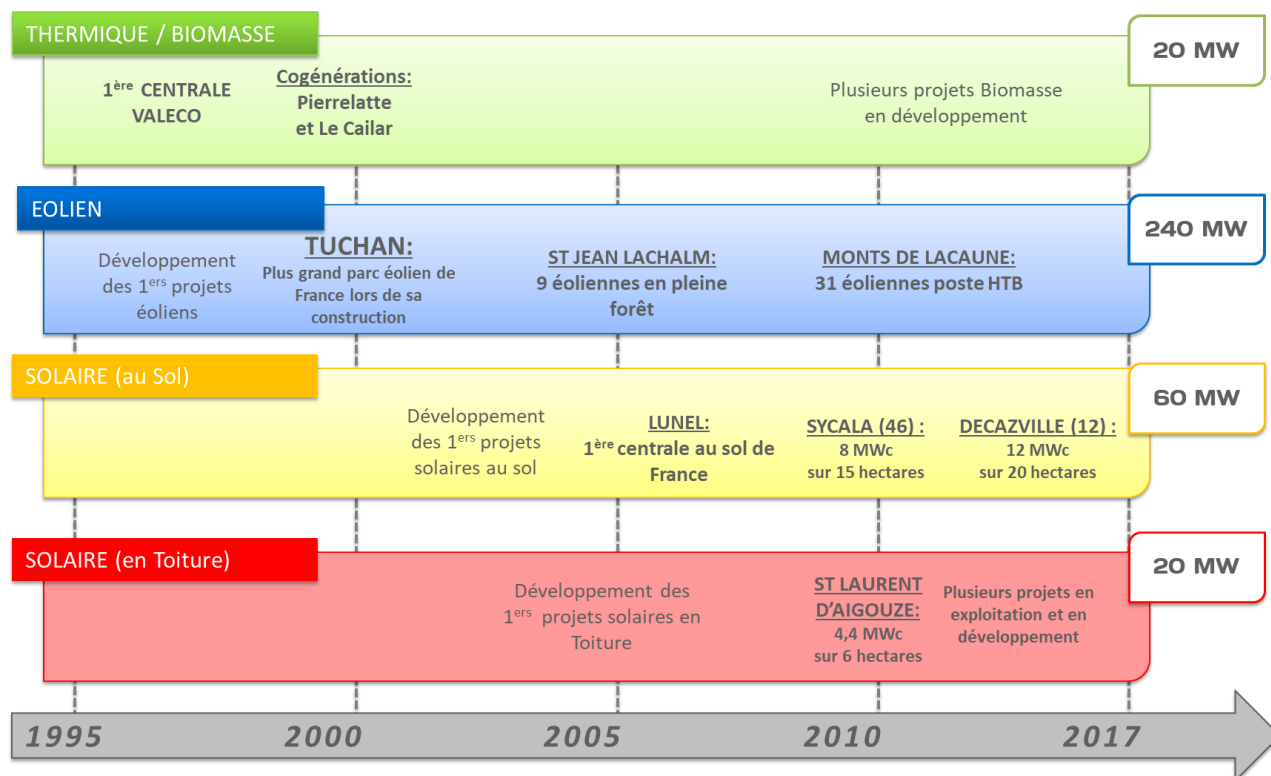 THERMIQUE / BIOMASSE
20 MW
1ère CENTRALE
VALECO
Cogénérations:
Pierrelatte
et Le Cailar
Plusieurs projets Biomasse
en développement
EOLIEN
240 MW
Développement
des 1ers projets
éoliens
TUCHAN:
Plus grand parc éolien de
France lors de sa
construction
ST JEAN LACHALM:
9 éoliennes en pleine
forêt
MONTS DE LACAUNE:
31 éoliennes poste HTB
SOLAIRE (au Sol)
60 MW
Développement
des 1ers projets
solaires au sol
LUNEL:
1ère centrale au sol de
France
SYCALA (46) :
8 MWc
sur 15 hectares
DECAZVILLE (12) :
12 MWc
sur 20 hectares
SOLAIRE (en Toiture)
20 MW
Développement des
1ers projets solaires en
Toiture
ST LAURENT
D'AIGOUZE:
4,4 MWc
sur 6 hectares
Plusieurs projets en
exploitation et en
développement
1995 2000 2005 2010 2017